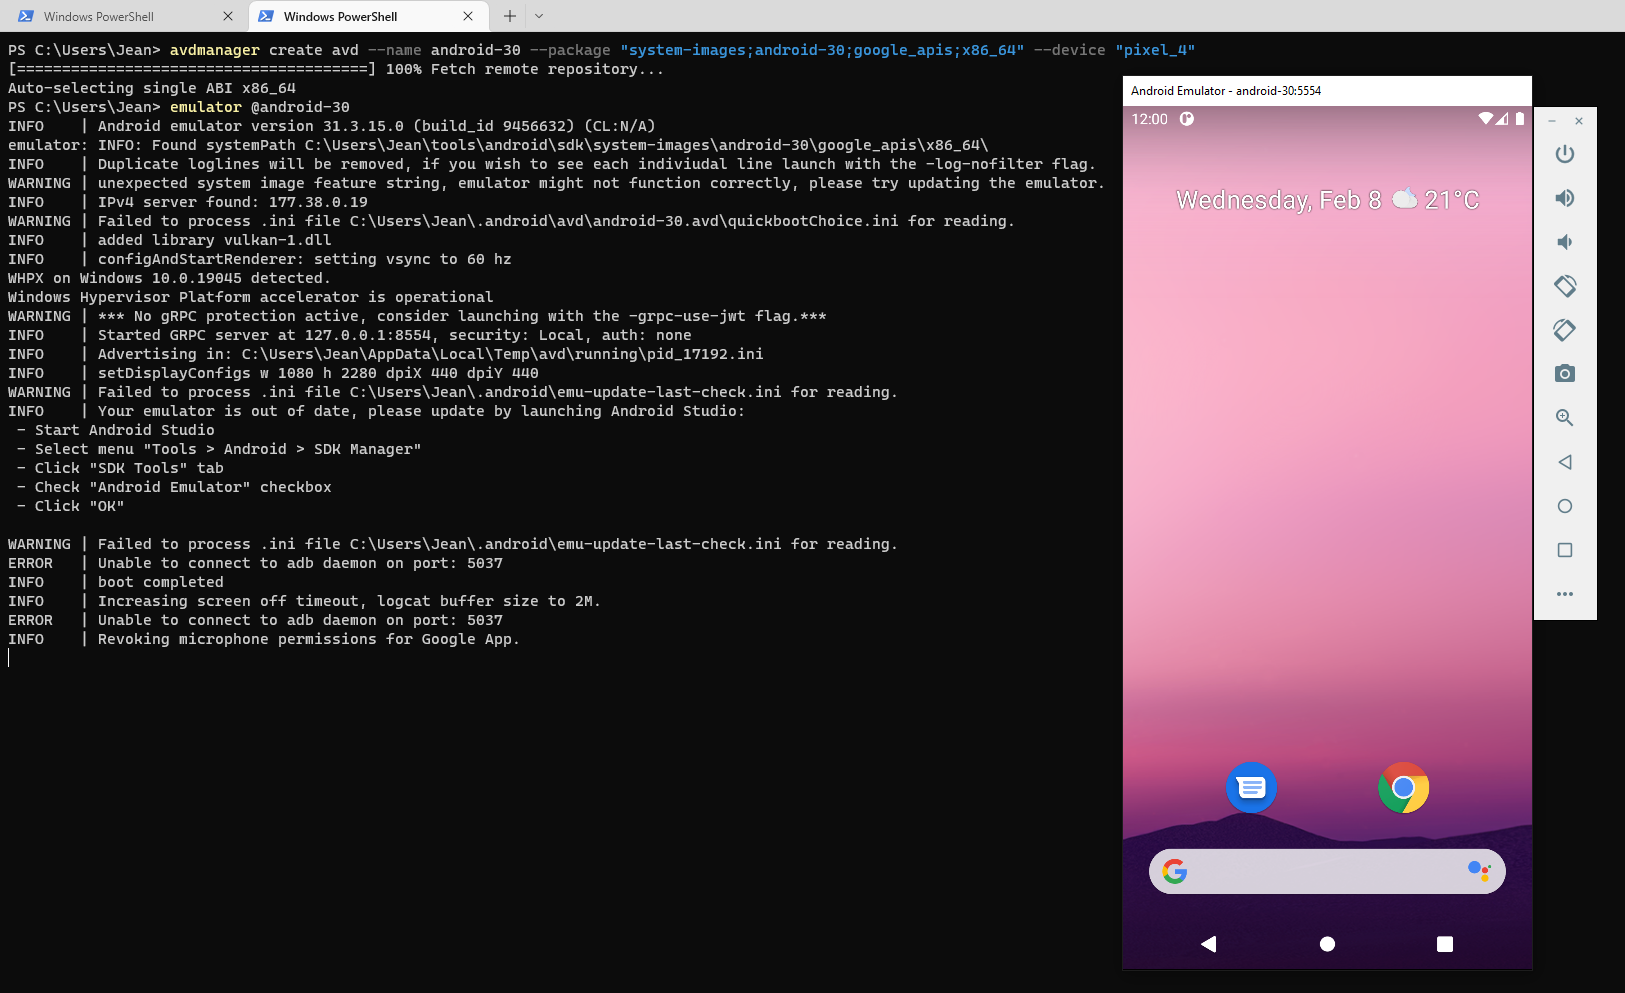 Windows PowerShell
Windows PowerShell
PS C:\Users\Jean> avdmanager create avd --name android-30 --package "system-images;android-30;google_apis;x86_64" --device "pixel_4"
[=======================================] 100% Fetch remote repository...
Auto-selecting single ABI x86_64
PS C:\Users\Jean> emulator @android-30
INFO    | Android emulator version 31.3.15.0 (build_id 9456632) (CL:N/A)
emulator: INFO: Found systemPath C:\Users\Jean\tools\android\sdk\system-images\android-30\google_apis\x86_64\
INFO    | Duplicate loglines will be removed, if you wish to see each indiviudal line launch with the -log-nofilter flag.
WARNING | unexpected system image feature string, emulator might not function correctly, please try updating the emulator.
INFO    | IPv4 server found: 177.38.0.19
WARNING | Failed to process .ini file C:\Users\Jean\.android\avd\android-30.avd\quickbootChoice.ini for reading.
INFO    | added library vulkan-1.dll
INFO    | configAndStartRenderer: setting vsync to 60 hz
WHPX on Windows 10.0.19045 detected.
Windows Hypervisor Platform accelerator is operational
WARNING | *** No gRPC protection active, consider launching with the -grpc-use-jwt flag.***
INFO    | Started GRPC server at 127.0.0.1:8554, security: Local, auth: none
INFO    | Advertising in: C:\Users\Jean\AppData\Local\Temp\avd\running\pid_17192.ini
INFO    | setDisplayConfigs w 1080 h 2280 dpiX 440 dpiY 440
WARNING | Failed to process .ini file C:\Users\Jean\.android\emu-update-last-check.ini for reading.
INFO    | Your emulator is out of date, please update by launching Android Studio:
 - Start Android Studio
 - Select menu "Tools > Android > SDK Manager"
 - Click "SDK Tools" tab
 - Check "Android Emulator" checkbox
 - Click "OK"
WARNING | Failed to process .ini file C:\Users\Jean\.android\emu-update-last-check.ini for reading.
ERROR   | Unable to connect to adb daemon on port: 5037
INFO    | boot completed
INFO    | Increasing screen off timeout, logcat buffer size to 2M.
ERROR   | Unable to connect to adb daemon on port: 5037
INFO    | Revoking microphone permissions for Google App.
Android Emulator - android-30:5554
12:00
Wednesday, Feb 8 21°C